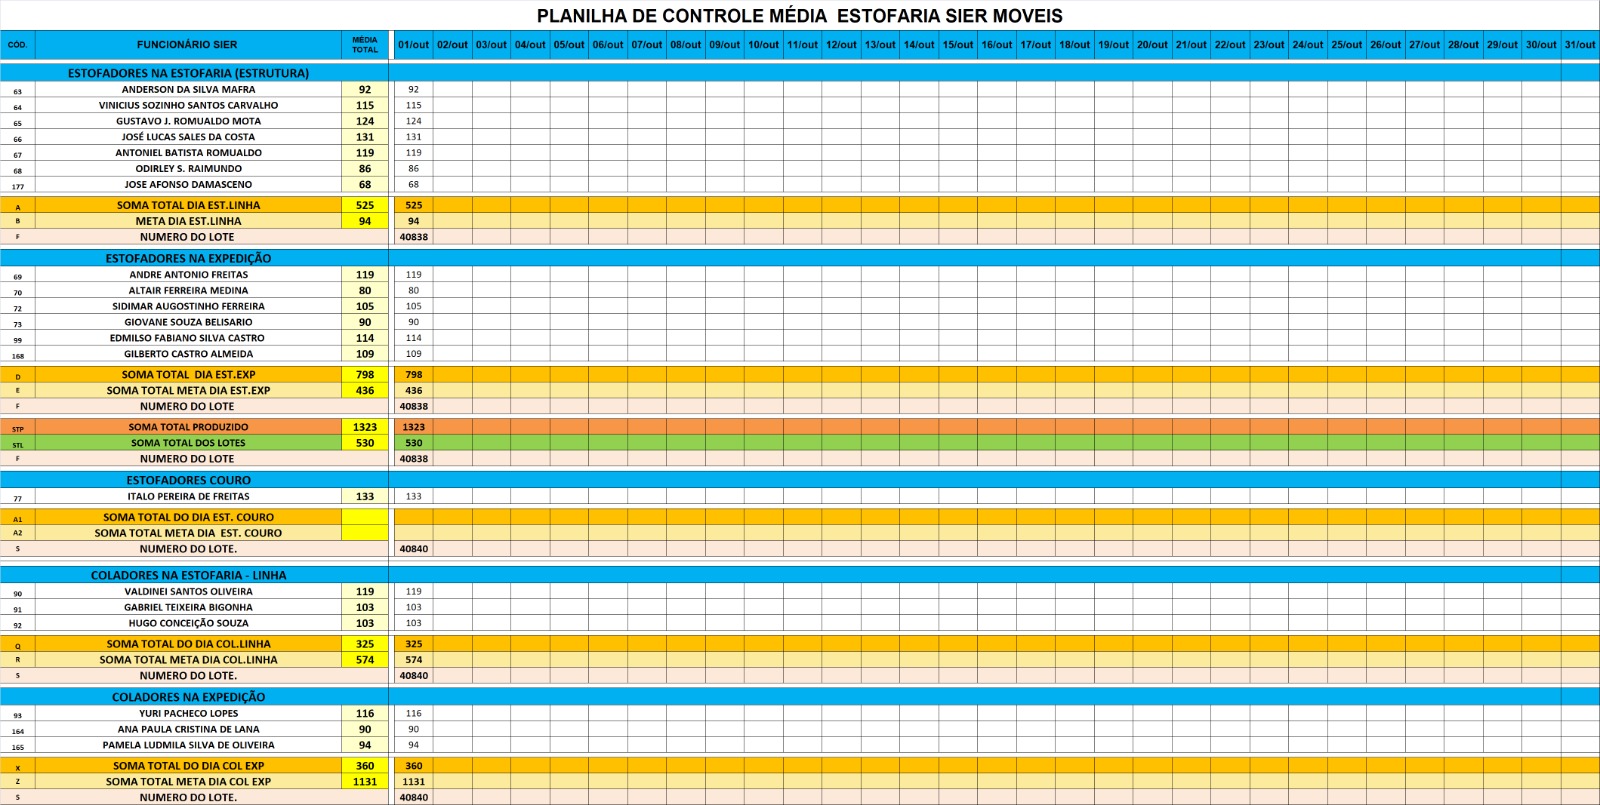 PLANILHA DE CONTROLE MÉDIA ESTOFARIA SIER MOVEIS
CÓD. FUNCIONÁRIO SIER MÉDIA TOTAL 01/out 02/out 03/out 04/out 05/out 06/out 07/out 08/out 09/out 10/out 11/out 12/out 13/out 14/out 15/out 16/out 17/out 18/out 19/out 20/out 21/out 22/out 23/out 24/out 25/out 26/out 27/out 28/out 29/out 30/out 31/out
ESTOFADORES NA ESTOFARIA (ESTRUTURA)
63 ANDERSON DA SILVA MAFRA 92 92
64 VINICIUS SOZINHO SANTOS CARVALHO 115 115
65 GUSTAVO J. ROMUALDO MOTA 124 124
66 JOSÉ LUCAS SALES DA COSTA 131 131
67 ANTONIEL BATISTA ROMUALDO 119 119
68 ODIRLEY S. RAIMUNDO 86 86
177 JOSE AFONSO DAMASCENO 68 68
A SOMA TOTAL DIA EST.LINHA 525 525
B META DIA EST.LINHA 94 94
F NUMERO DO LOTE 40838
ESTOFADORES NA EXPEDIÇÃO
69 ANDRE ANTONIO FREITAS 119 119
70 ALTAIR FERREIRA MEDINA 80 80
72 SIDIMAR AUGOSTINHO FERREIRA 105 105
73 GIOVANE SOUZA BELISARIO 90 90
99 EDMILSO FABIANO SILVA CASTRO 114 114
168 GILBERTO CASTRO ALMEIDA 109 109
D SOMA TOTAL DIA EST.EXP 798 798
E SOMA TOTAL META DIA EST.EXP 436 436
F NUMERO DO LOTE 40838
STP SOMA TOTAL PRODUZIDO 1323 1323
STL SOMA TOTAL DOS LOTES 530 530
F NUMERO DO LOTE 40838
ESTOFADORES COURO
77 ITALO PEREIRA DE FREITAS 133 133
A1 SOMA TOTAL DO DIA EST. COURO
A2 SOMA TOTAL META DIA EST. COURO
S NUMERO DO LOTE. 40840
COLADORES NA ESTOFARIA - LINHA
90 VALDINEI SANTOS OLIVEIRA 119 119
91 GABRIEL TEIXEIRA BIGONHA 103 103
92 HUGO CONCEIÇÃO SOUZA 103 103
Q SOMA TOTAL DO DIA COL.LINHA 325 325
R SOMA TOTAL META DIA COL.LINHA 574 574
S NUMERO DO LOTE. 40840
COLADORES NA EXPEDIÇÃO
93 YURI PACHECO LOPES 116 116
164 ANA PAULA CRISTINA DE LANA 90 90
165 PAMELA LUDMILA SILVA DE OLIVEIRA 94 94
X SOMA TOTAL DO DIA COL EXP 360 360
Z SOMA TOTAL META DIA COL EXP 1131 1131
S NUMERO DO LOTE. 40840